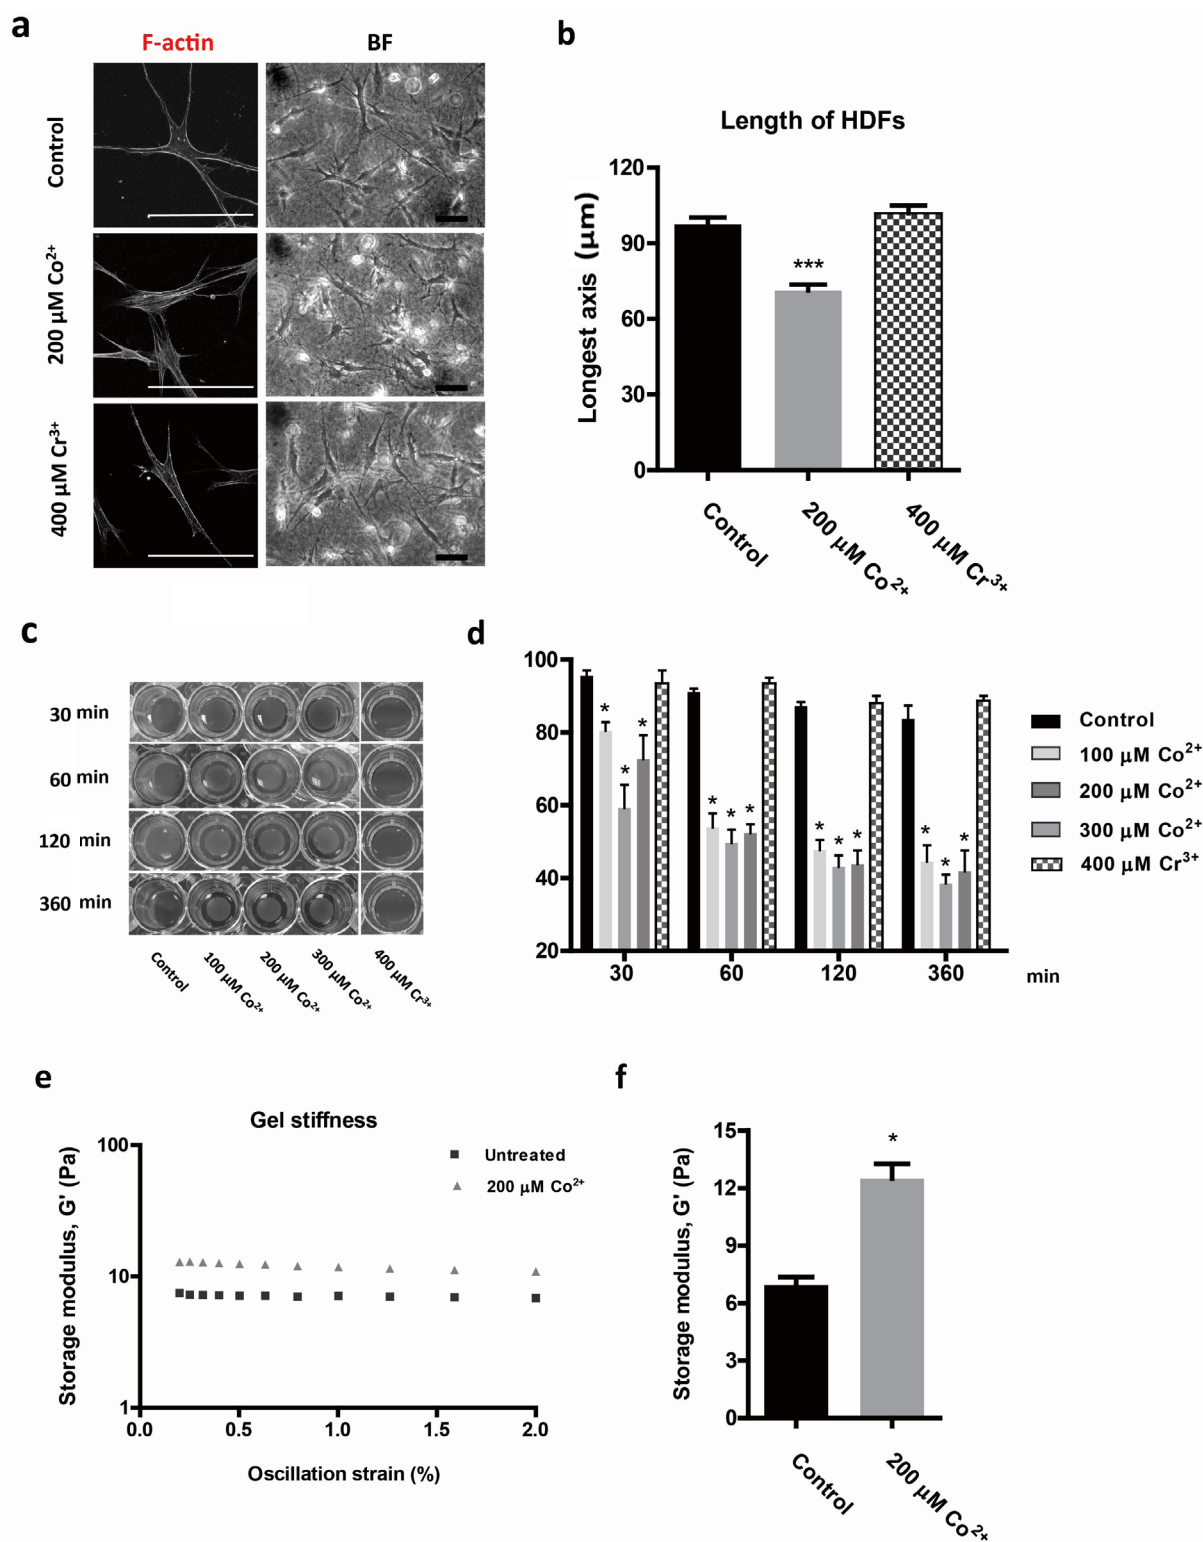 a
F-actin
BF
Control
200 µM Co2+
400 µM Cr3+
b
Length of HDFs
Longest axis (µm)
120
90
60
30
0
***
Control
200 µM Co2+
400 µM Cr3+
c
30 min
60 min
120 min
360 min
Control
100 µM Co2+
200 µM Co2+
300 µM Co2+
400 µM Cr3+
d
100
80
60
40
20
* * *
* * *
* * *
* * *
30 60 120 360 min
Control
100 µM Co2+
200 µM Co2+
300 µM Co2+
400 µM Cr3+
e
Gel stiffness
Untreated
200 µM Co2+
Storage modulus, G' (Pa)
100
10
1
0.0 0.5 1.0 1.5 2.0
Oscillation strain (%)
f
Storage modulus, G' (Pa)
15
12
9
6
3
0
*
Control
200 µM Co2+